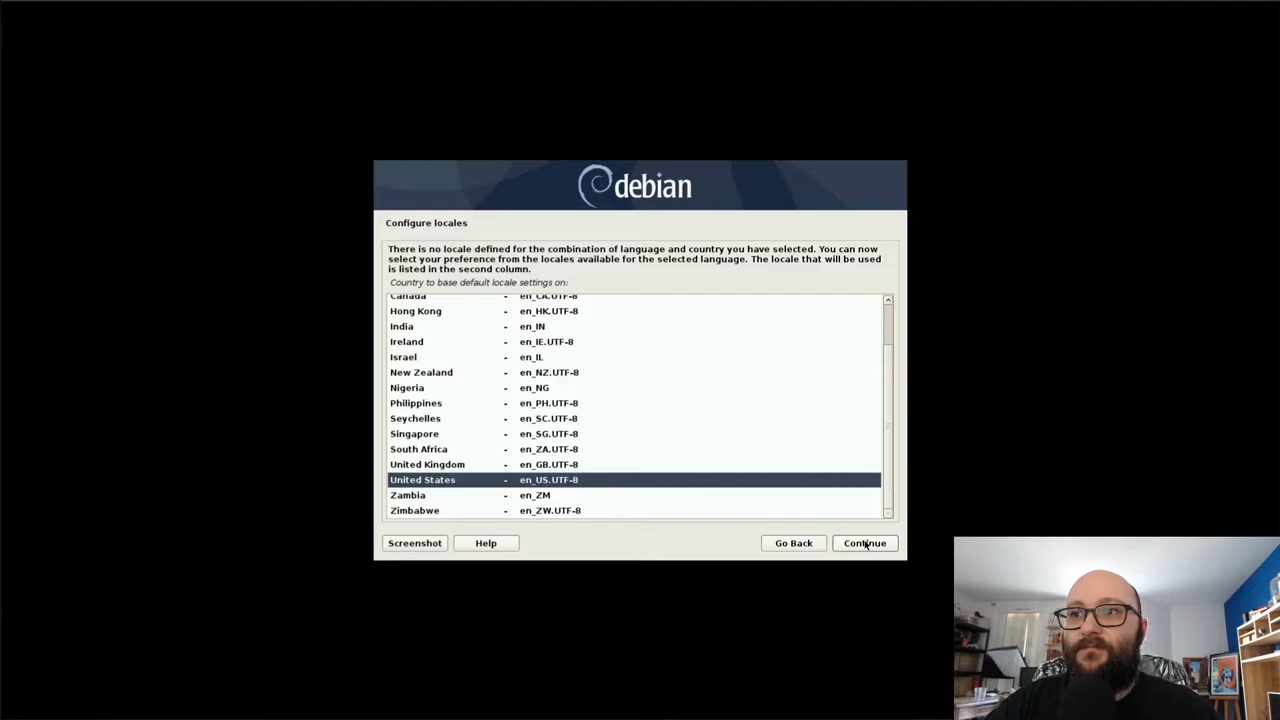 debian
Configure locales
There is no locale defined for the combination of language and country you have selected. You can now
select your preference from the locales available for the selected language. The locale that will be used
is listed in the second column.
Country to base default locale settings on:
Canada - en_CA.UTF-8
Hong Kong - en_HK.UTF-8
India - en_IN
Ireland - en_IE.UTF-8
Israel - en_IL
New Zealand - en_NZ.UTF-8
Nigeria - en_NG
Philippines - en_PH.UTF-8
Seychelles - en_SC.UTF-8
Singapore - en_SG.UTF-8
South Africa - en_ZA.UTF-8
United Kingdom - en_GB.UTF-8
United States - en_US.UTF-8
Zambia - en_ZM
Zimbabwe - en_ZW.UTF-8
Screenshot Help Go Back Continue